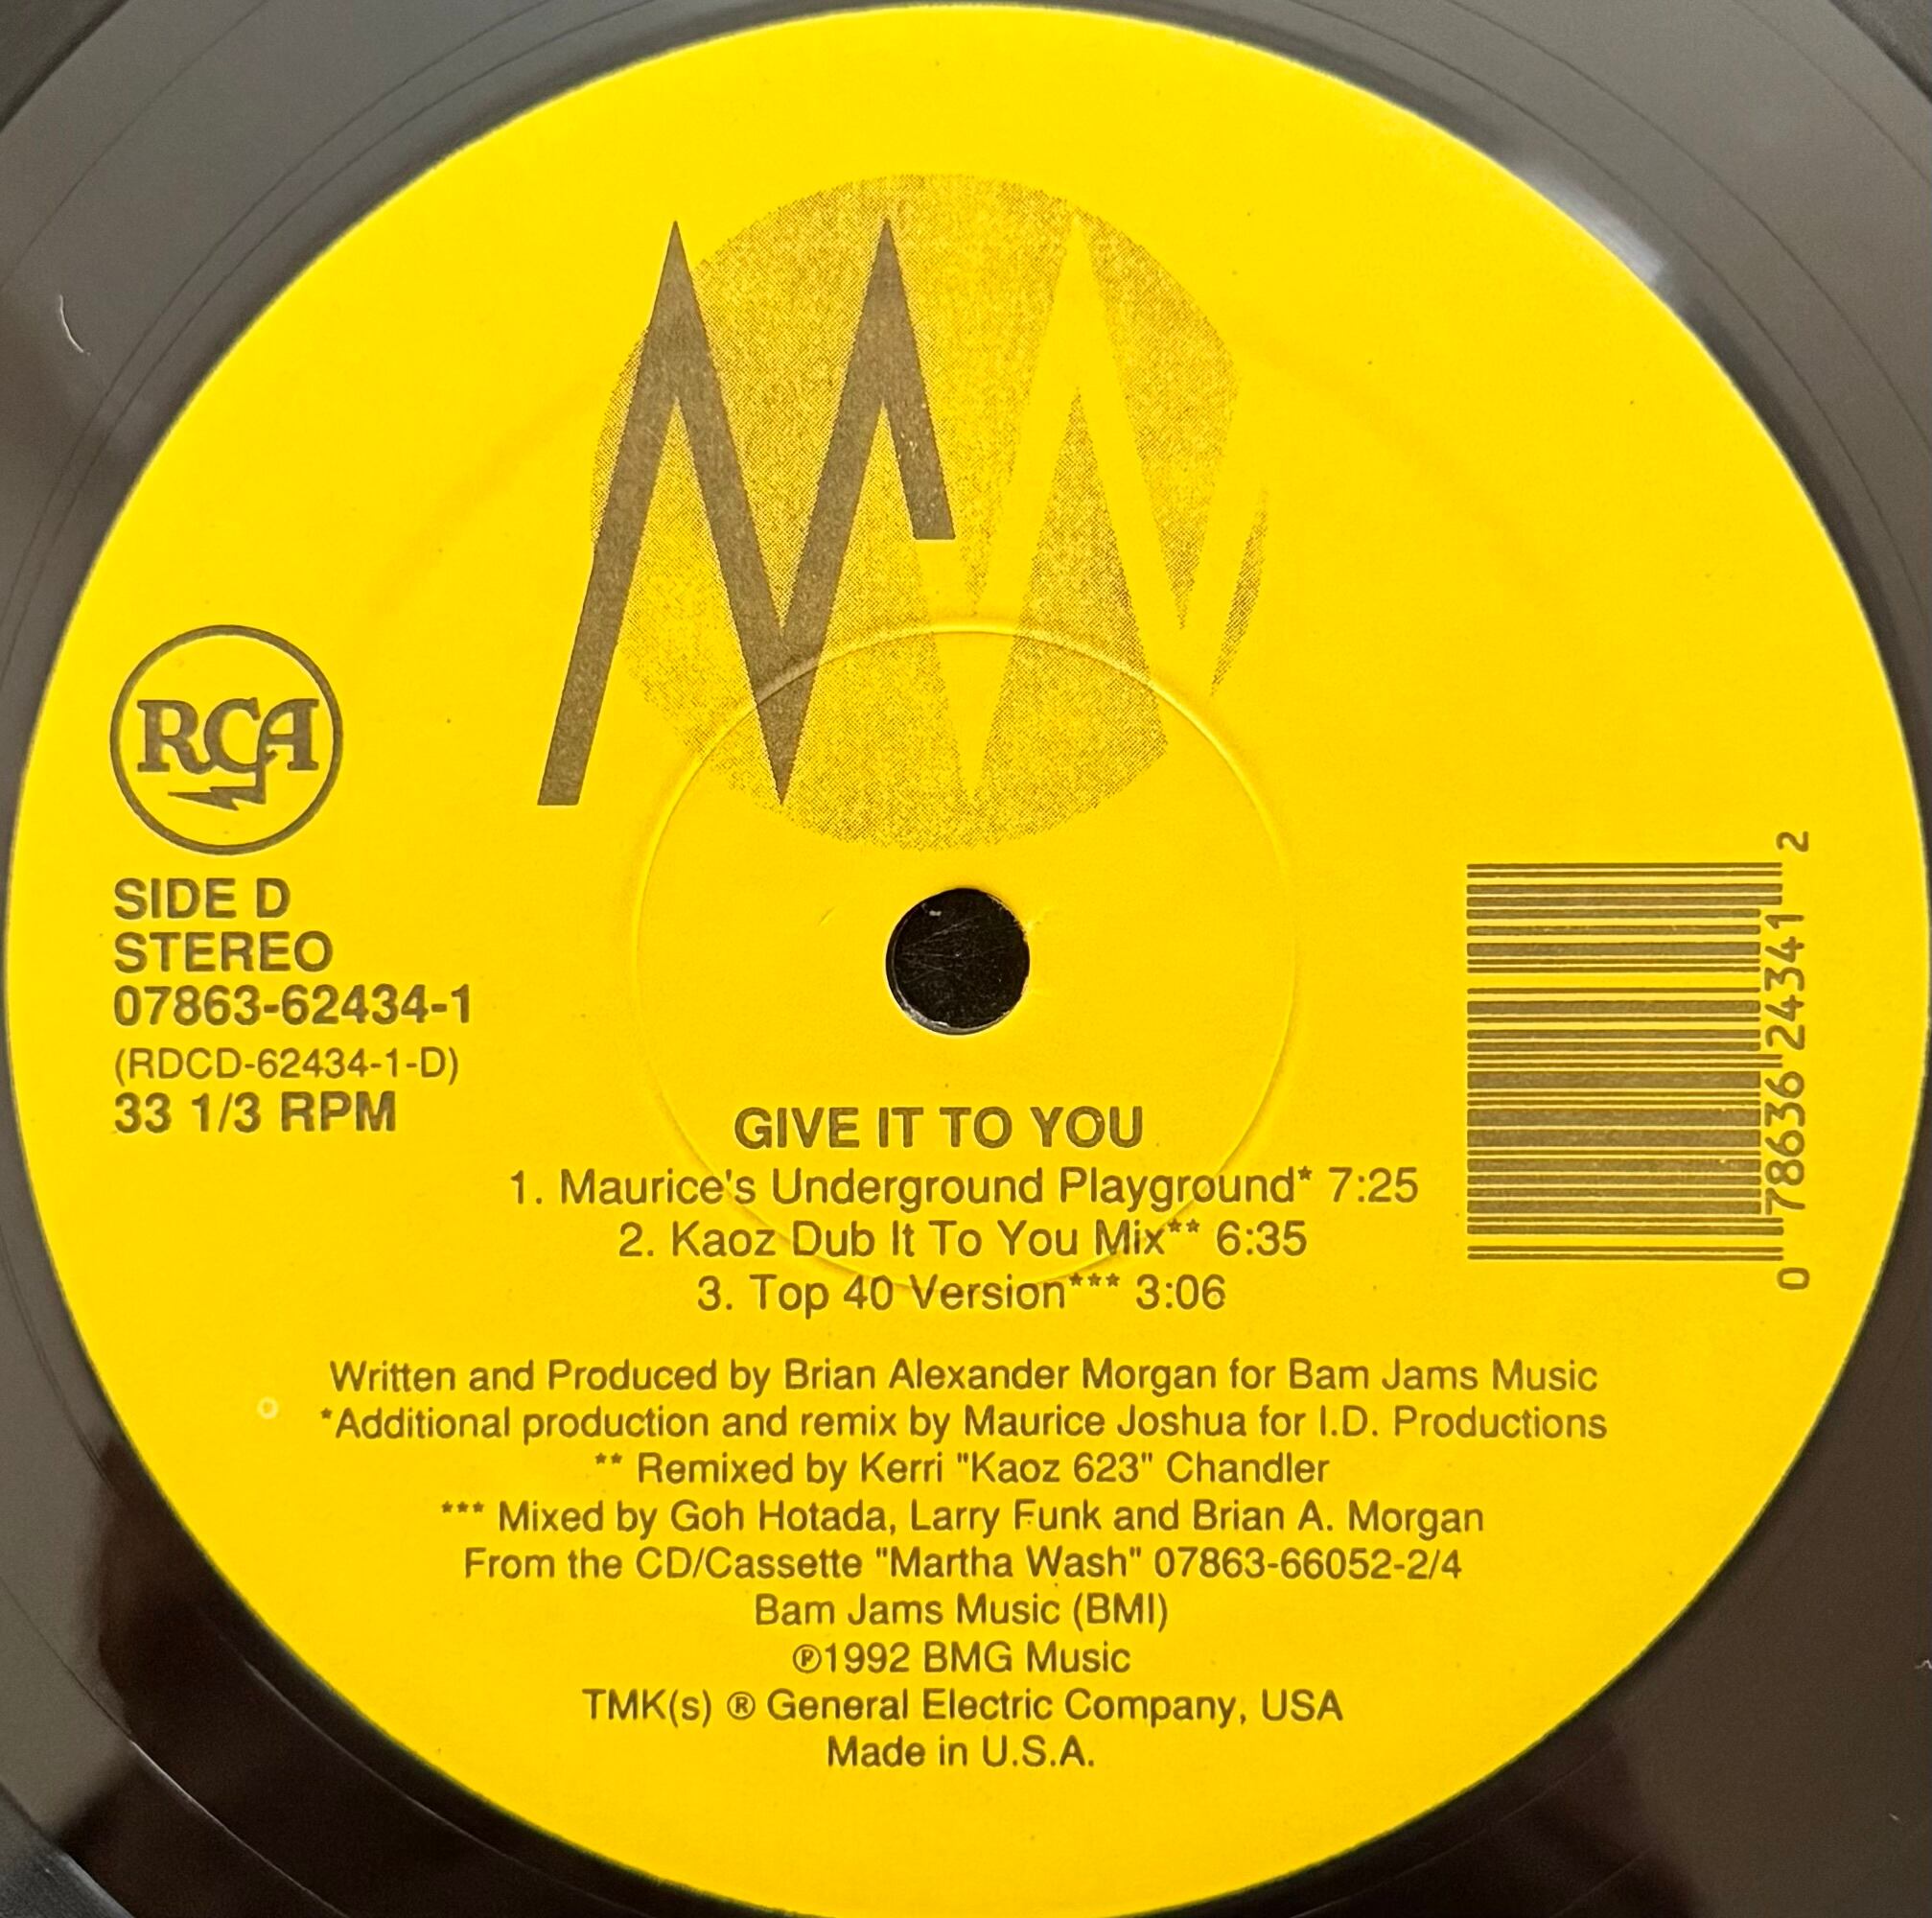 RCA
SIDE D
STEREO
07863-62434-1
(RDCD-62434-1-D)
33 1/3 RPM
0 78636 24341 2
GIVE IT TO YOU
1. Maurice's Underground Playground* 7:25
2. Kaoz Dub It To You Mix** 6:35
3. Top 40 Version*** 3:06
Written and Produced by Brian Alexander Morgan for Bam Jams Music
*Additional production and remix by Maurice Joshua for I.D. Productions
** Remixed by Kerri "Kaoz 623" Chandler
*** Mixed by Goh Hotada, Larry Funk and Brian A. Morgan
From the CD/Cassette "Martha Wash" 07863-66052-2/4
Bam Jams Music (BMI)
℗1992 BMG Music
TMK(s) ® General Electric Company, USA
Made in U.S.A.